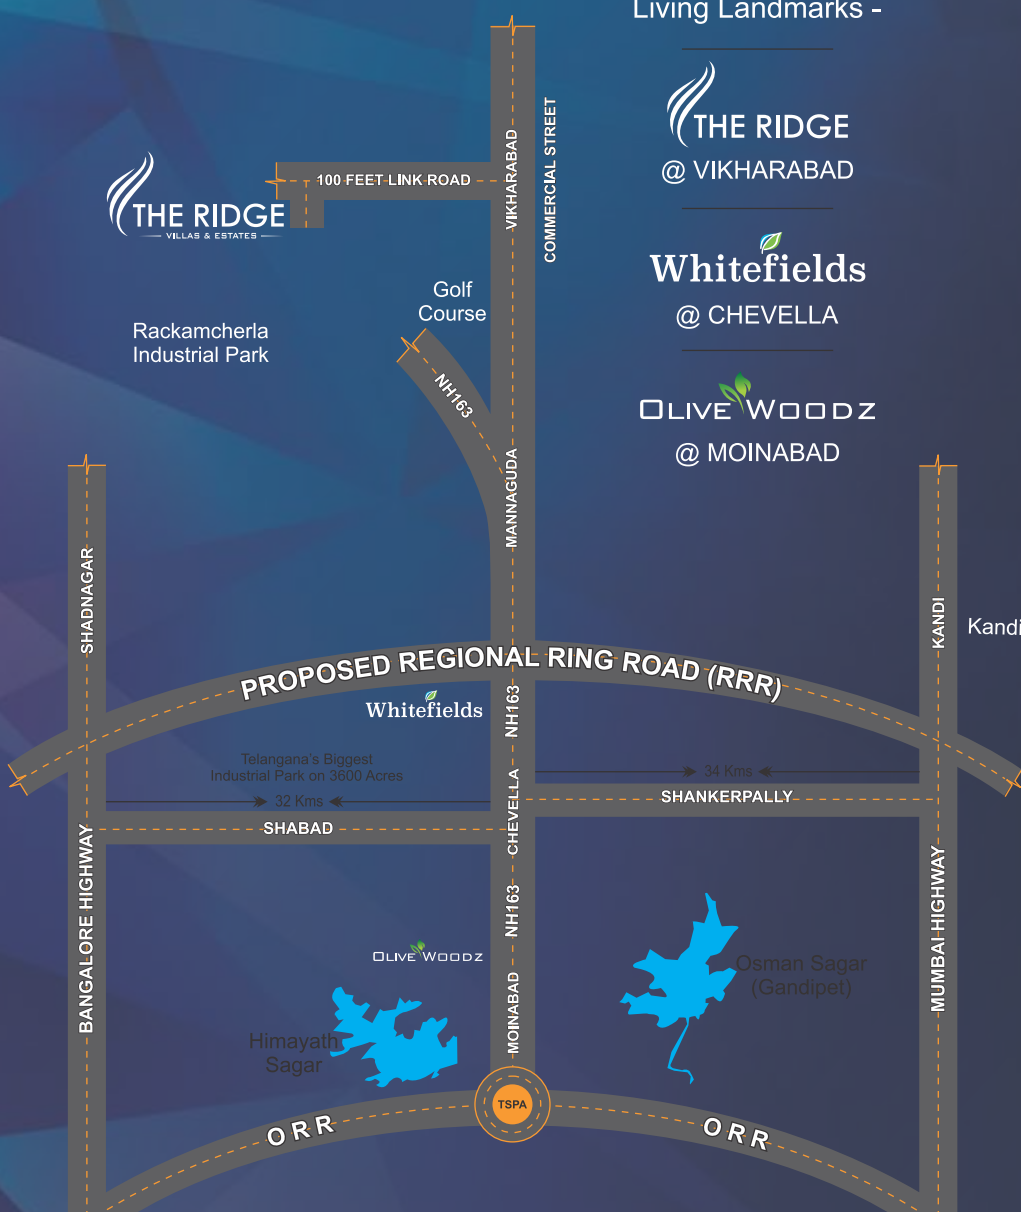 Living Landmarks -
THE RIDGE
@ VIKHARABAD
Whitefields
@ CHEVELLA
OLIVE WOODZ
@ MOINABAD
VIKHARABAD
COMMERCIAL STREET
100 FEET LINK ROAD
THE RIDGE
VILLAS & ESTATES
Golf
Course
Rackamcherla
Industrial Park
NH163
MANNAGUDA
SHADNAGAR
KANDI
Kandi
PROPOSED REGIONAL RING ROAD (RRR)
Whitefields
NH163
Telangana's Biggest
Industrial Park on 3600 Acres
32 Kms
34 Kms
SHABAD
CHEVELLA
SHANKERPALLY
BANGALORE HIGHWAY
NH163
MUMBAI HIGHWAY
OLIVE WOODZ
MOINABAD
Osman Sagar
(Gandipet)
Himayath
Sagar
TSPA
ORR
ORR